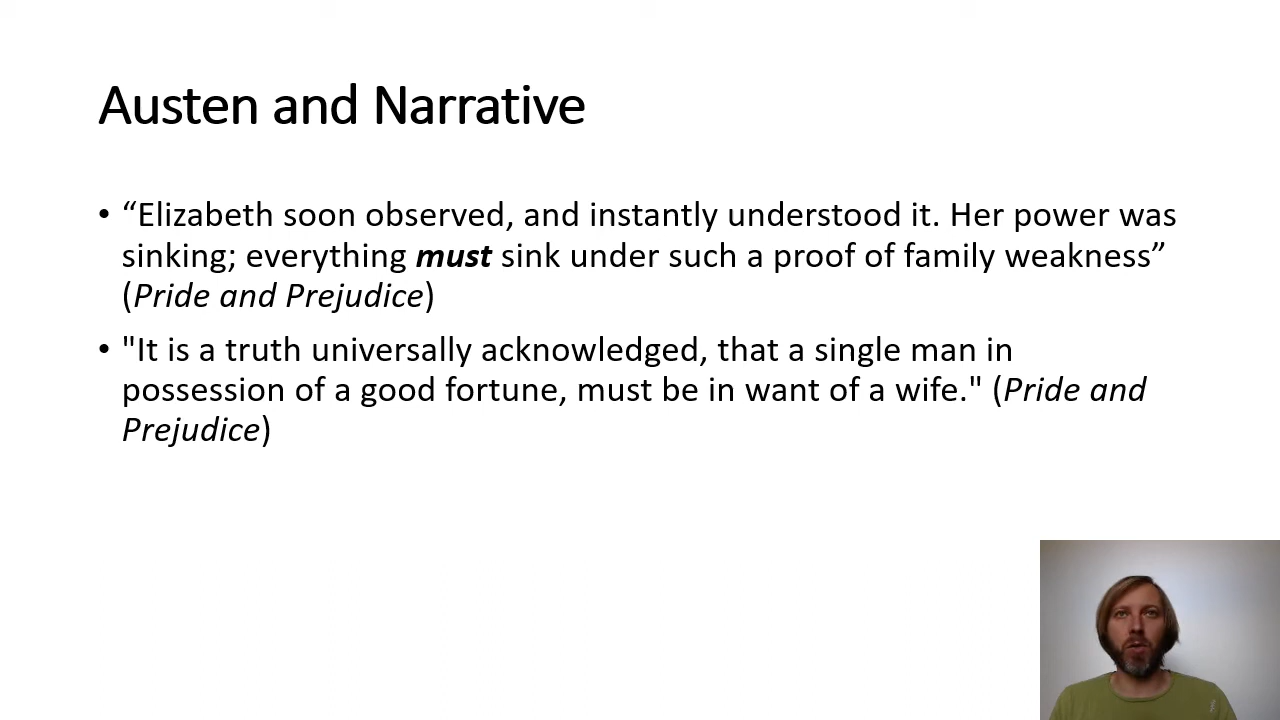 Austen and Narrative
• “Elizabeth soon observed, and instantly understood it. Her power was
sinking; everything must sink under such a proof of family weakness”
(Pride and Prejudice)
• "It is a truth universally acknowledged, that a single man in
possession of a good fortune, must be in want of a wife." (Pride and
Prejudice)